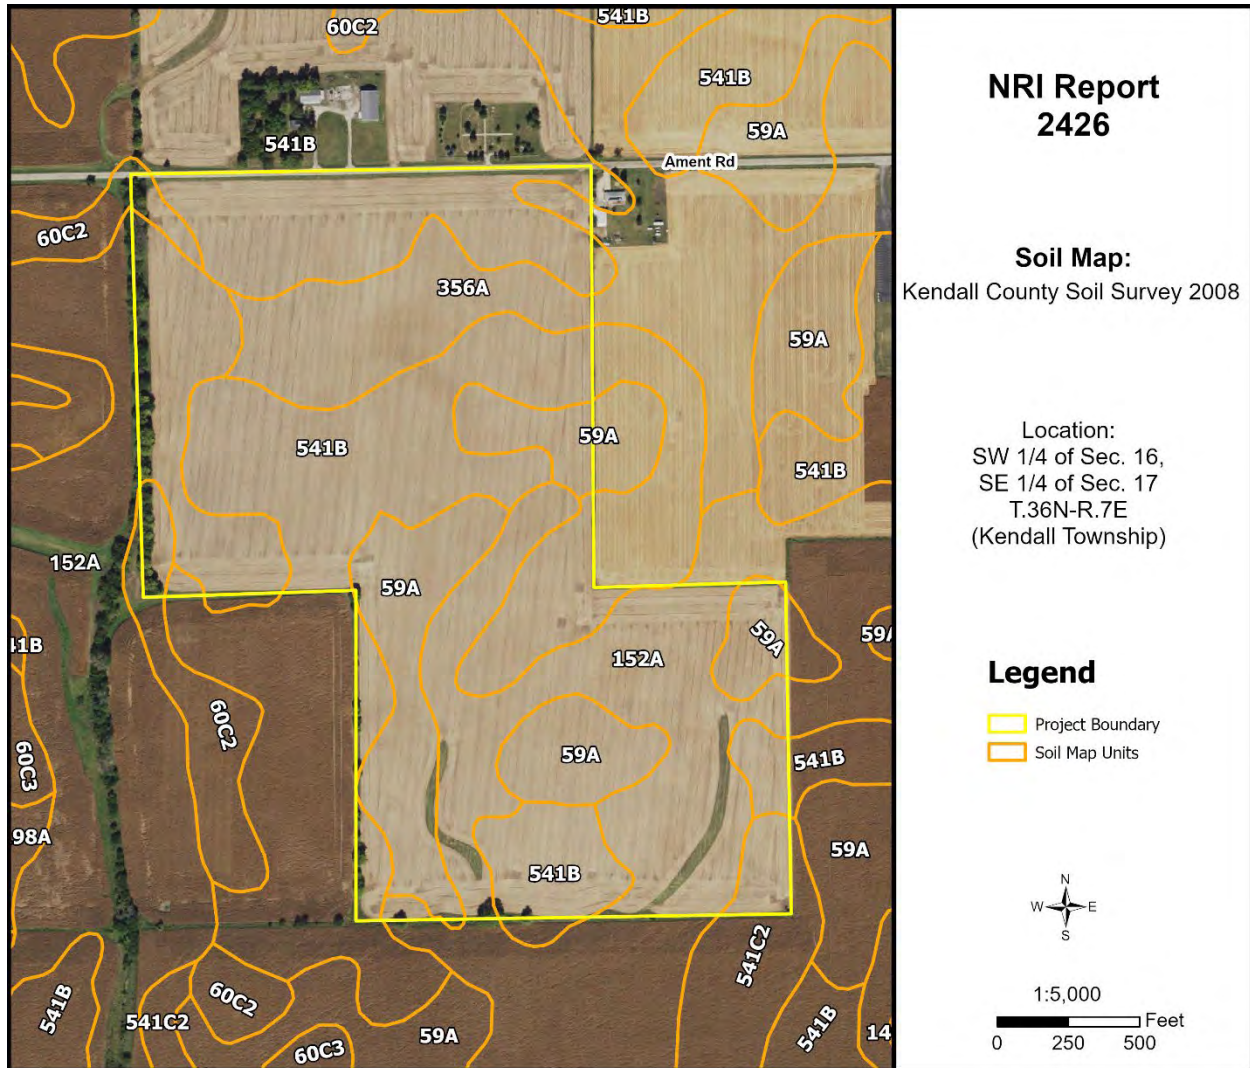 60C2
541B
541B
59A
541B
Ament Rd
60C2
356A
59A
541B
59A
541B
152A
59A
41B
152A
59A
59A
60C2
60C3
59A
541B
98A
541B
59A
541C2
541B
541C2
60C2
60C3
59A
541B
14
NRI Report
2426
Soil Map:
Kendall County Soil Survey 2008
Location:
SW 1/4 of Sec. 16,
SE 1/4 of Sec. 17
T.36N-R.7E
(Kendall Township)
Legend
Project Boundary
Soil Map Units
N
W E
S
1:5,000
Feet
0 250 500